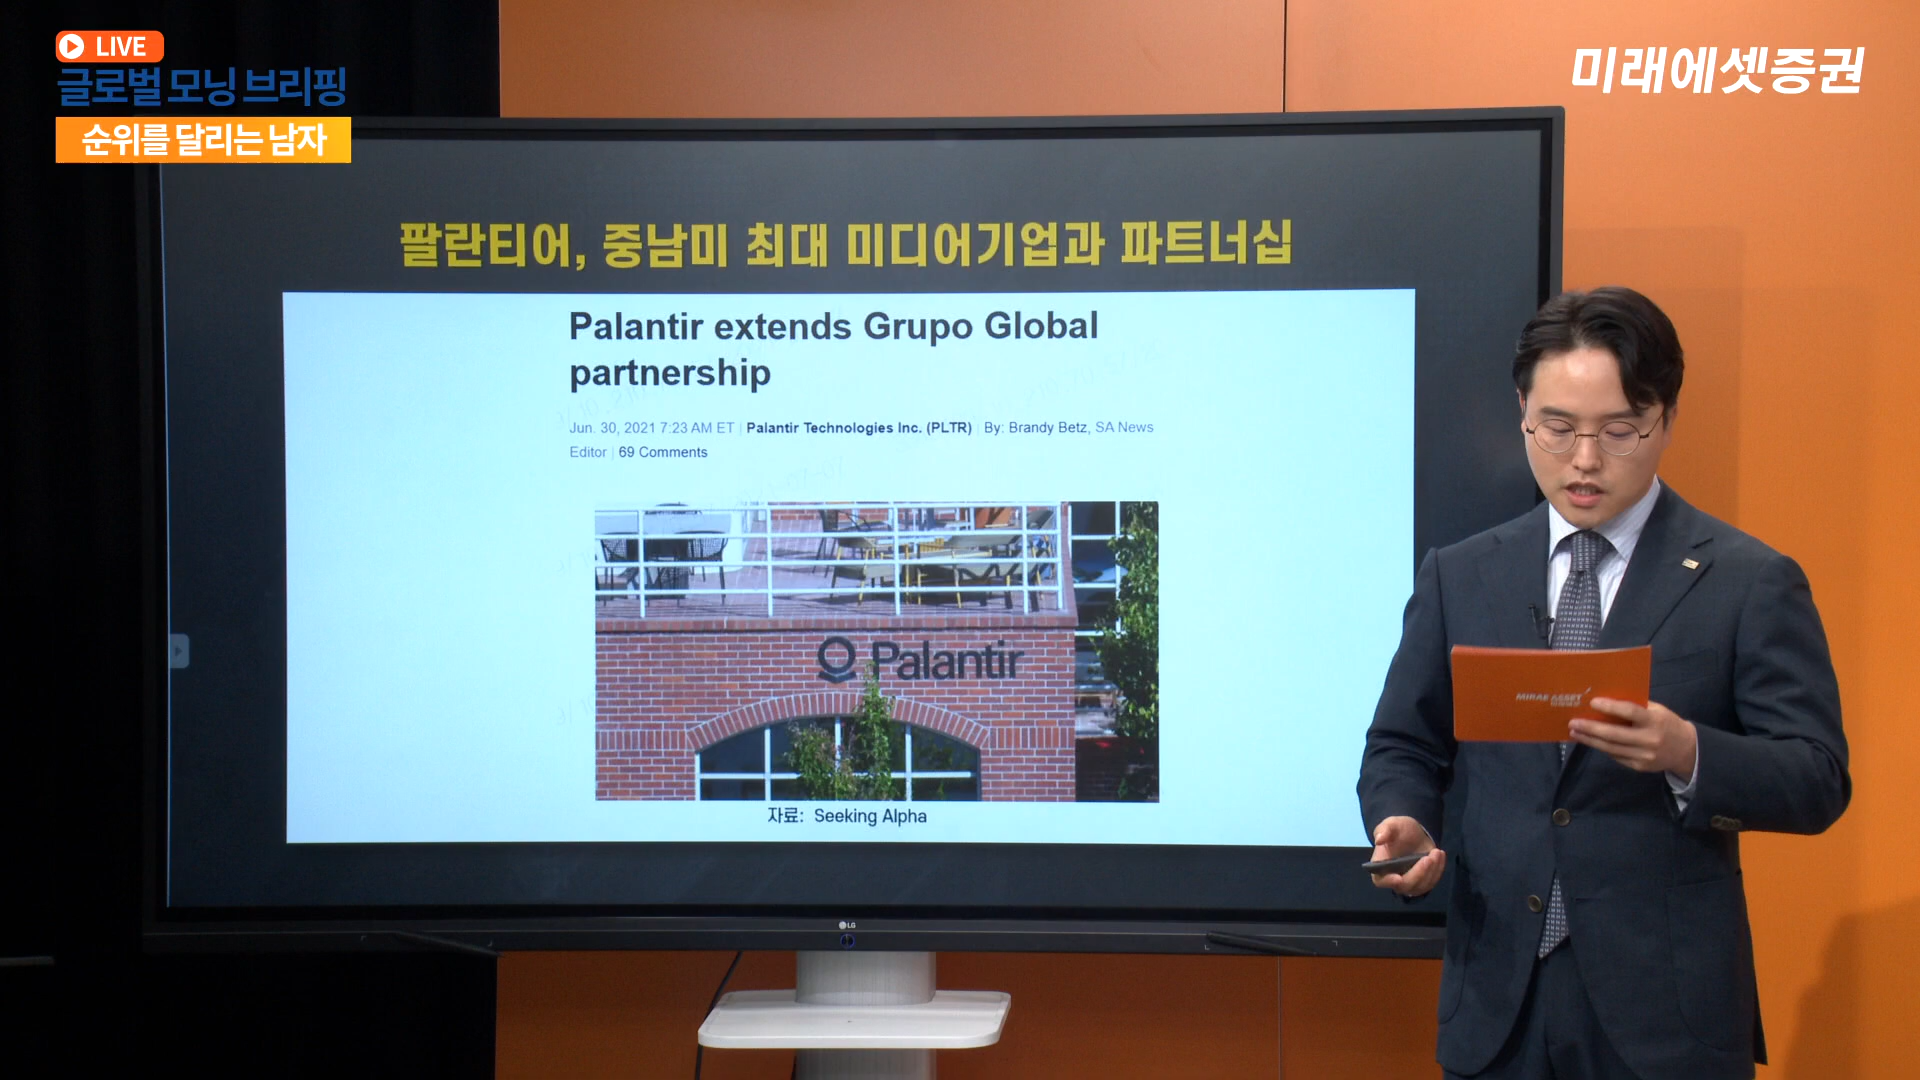 LIVE
글로벌 모닝 브리핑
순위를 달리는 남자
미래에셋증권
팔란티어, 중남미 최대 미디어기업과 파트너십
Palantir extends Grupo Global
partnership
Jun. 30, 2021 7:23 AM ET | Palantir Technologies Inc. (PLTR) | By: Brandy Betz, SA News
Editor | 69 Comments
Palantir
자료: Seeking Alpha
MIRAE ASSET
LG